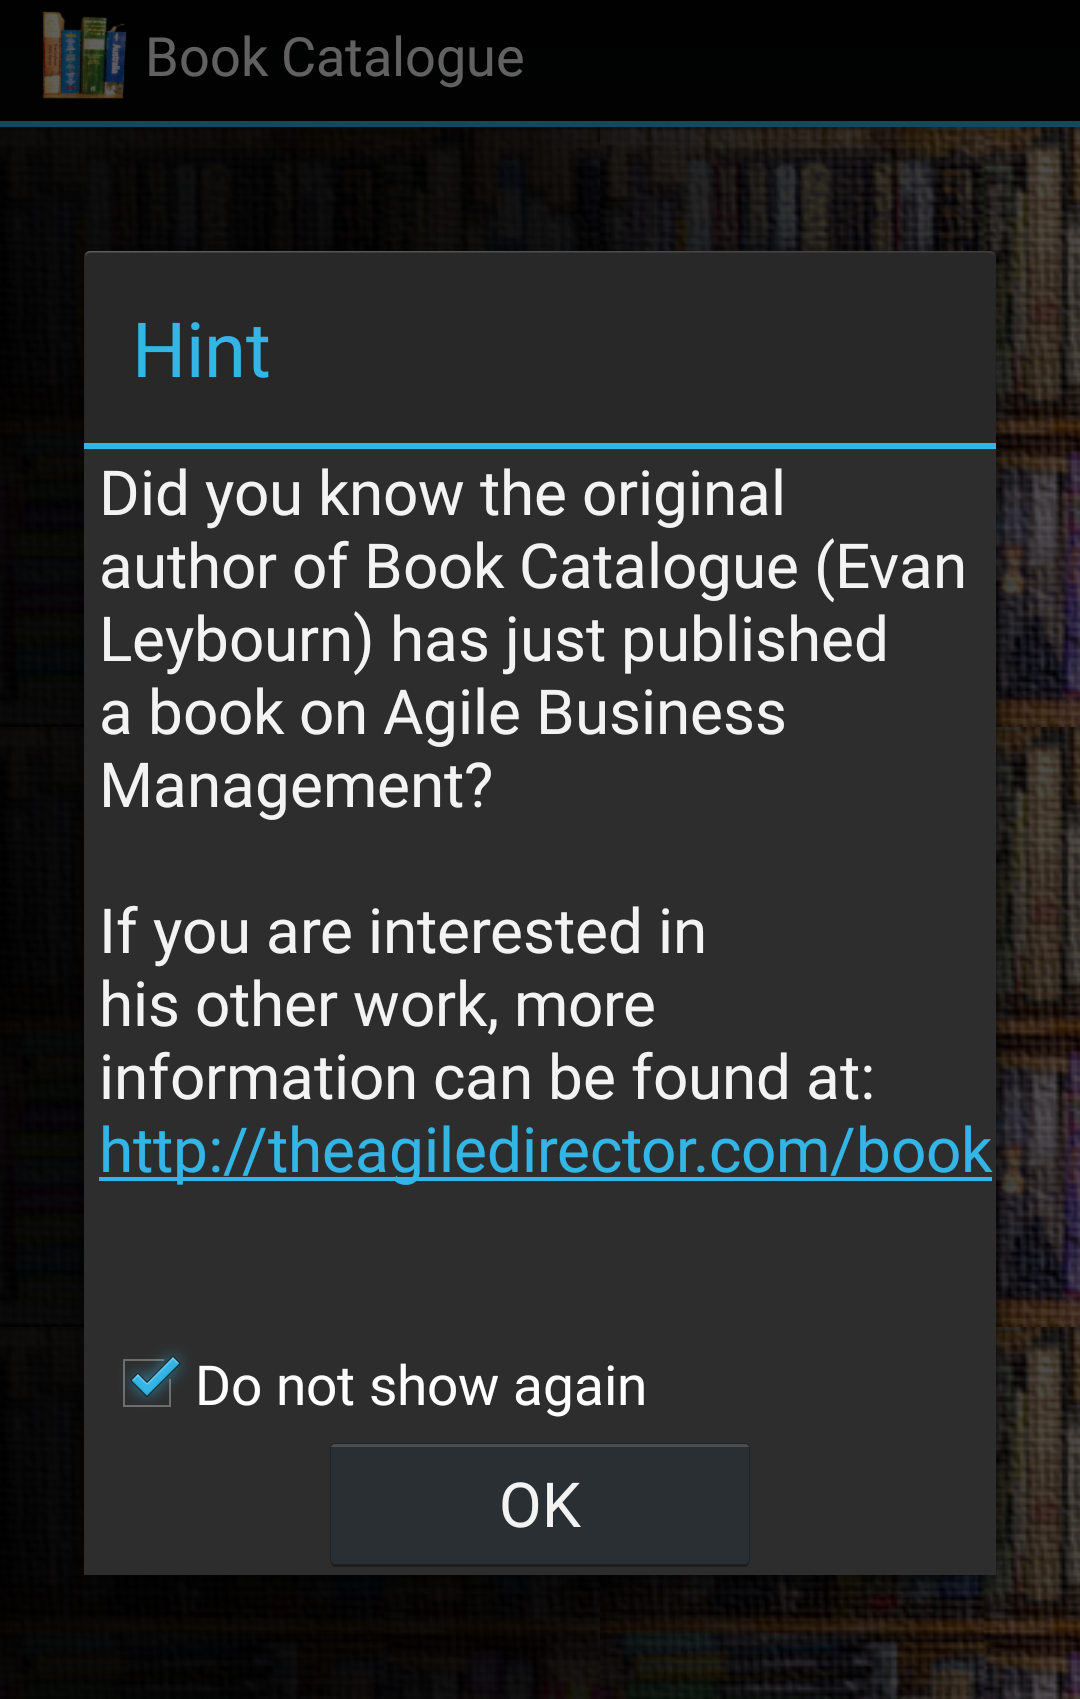 Book Catalogue
Hint
Did you know the original
author of Book Catalogue (Evan
Leybourn) has just published
a book on Agile Business
Management?
If you are interested in
his other work, more
information can be found at:
http://theagiledirector.com/book
Do not show again
OK